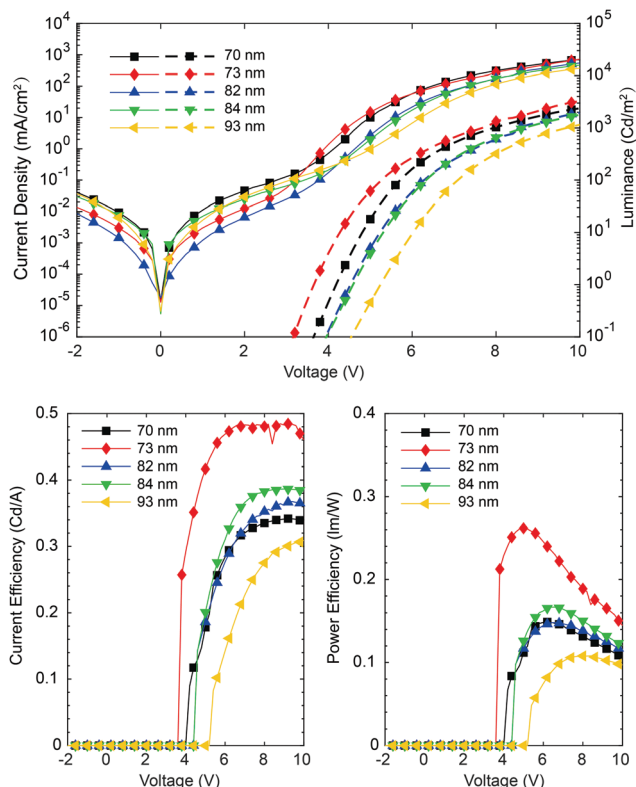 10^4
10^3
10^2
10^1
10^0
10^-1
10^-2
10^-3
10^-4
10^-5
10^-6
Current Density (mA/cm²)
70 nm
73 nm
82 nm
84 nm
93 nm
10^5
10^4
10^3
10^2
10^1
10^0
10^-1
Luminance (Cd/m²)
-2 0 2 4 6 8 10
Voltage (V)
0.5
0.4
0.3
0.2
0.1
0
Current Efficiency (Cd/A)
70 nm
73 nm
82 nm
84 nm
93 nm
-2 0 2 4 6 8 10
Voltage (V)
0.4
0.3
0.2
0.1
0
Power Efficiency (lm/W)
70 nm
73 nm
82 nm
84 nm
93 nm
-2 0 2 4 6 8 10
Voltage (V)